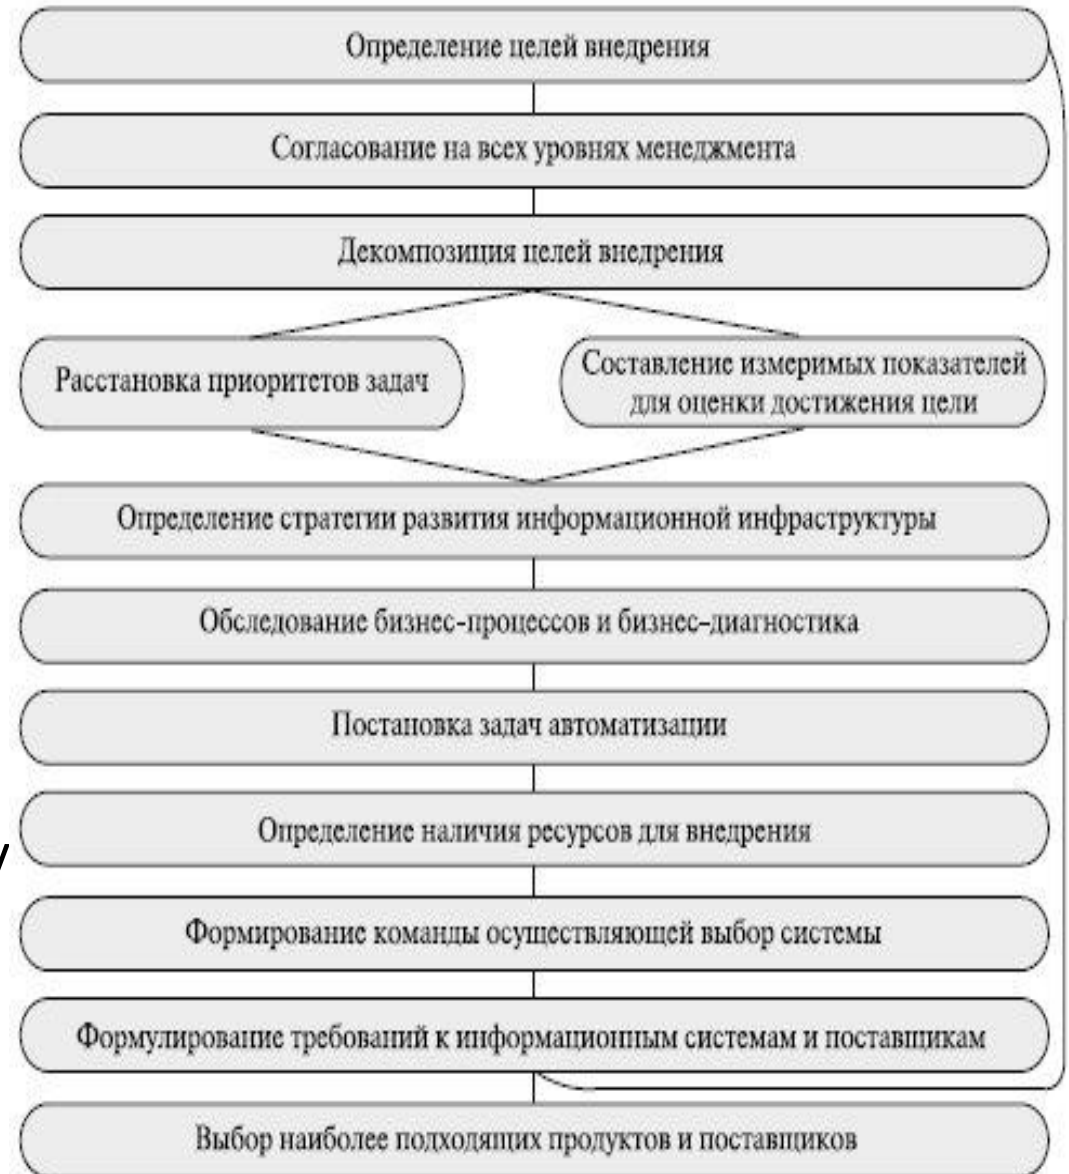 Определение целей внедрения
Согласование на всех уровнях менеджмента
Декомпозиция целей внедрения
Расстановка приоритетов задач
Составление измеримых показателей
для оценки достижения цели
Определение стратегии развития информационной инфраструктуры
Обследование бизнес-процессов и бизнес-диагностика
Постановка задач автоматизации
Определение наличия ресурсов для внедрения
Формирование команды осуществляющей выбор системы
Формулирование требований к информационным системам и поставщикам
Выбор наиболее подходящих продуктов и поставщиков